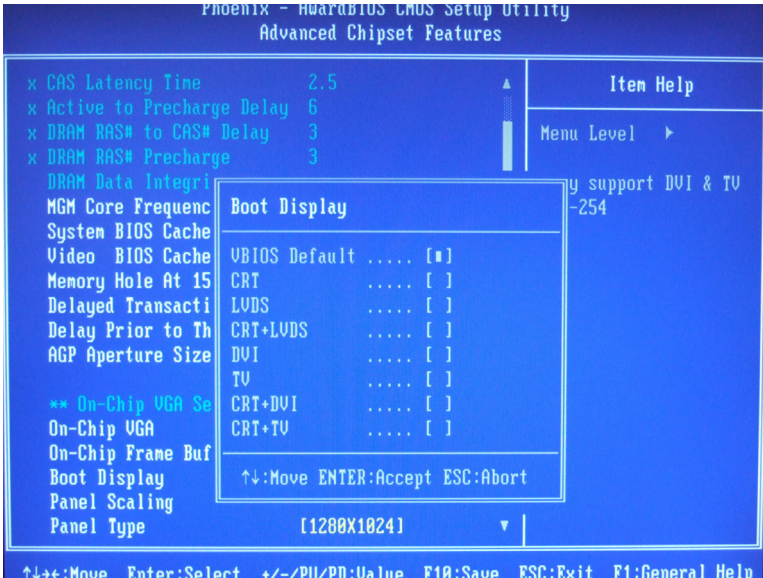 Phoenix - AwardBIOS CMOS Setup Utility
Advanced Chipset Features
x CAS Latency Time 2.5
x Active to Precharge Delay 6
x DRAM RAS# to CAS# Delay 3
x DRAM RAS# Precharge 3
DRAM Data Integri
MGM Core Frequenc
System BIOS Cache
Video BIOS Cache
Memory Hole At 15
Delayed Transacti
Delay Prior to Th
AGP Aperture Size
** On-Chip VGA Se
On-Chip VGA
On-Chip Frame Buf
Boot Display
Panel Scaling
Panel Type [1280X1024]
Boot Display
VBIOS Default ..... [■]
CRT ..... [ ]
LVDS ..... [ ]
CRT+LVDS ..... [ ]
DVI ..... [ ]
TV ..... [ ]
CRT+DVI ..... [ ]
CRT+TV ..... [ ]
↑↓:Move ENTER:Accept ESC:Abort
Item Help
Menu Level ▸
y support DVI & TV
-254
↑↓→←:Move Enter:Select +/-/PU/PD:Value F10:Save ESC:Exit F1:General Help